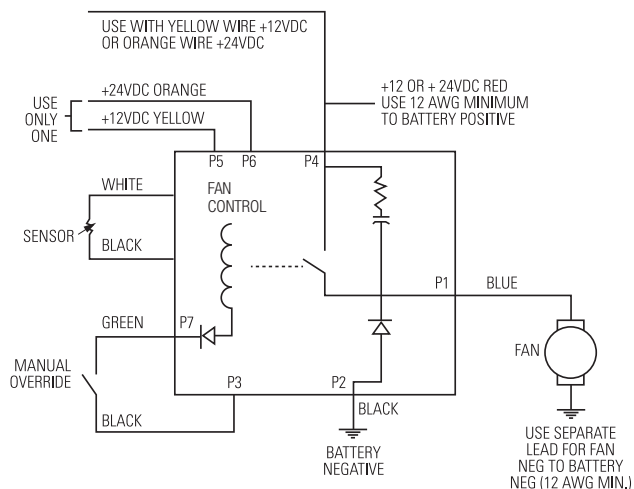 USE WITH YELLOW WIRE +12VDC
OR ORANGE WIRE +24VDC
+24VDC ORANGE
+12VDC YELLOW
USE
ONLY
ONE
+12 OR + 24VDC RED
USE 12 AWG MINIMUM
TO BATTERY POSITIVE
P5
P6
P4
WHITE
FAN
CONTROL
SENSOR
BLACK
P1
BLUE
GREEN
P7
FAN
MANUAL
OVERRIDE
P3
P2
BLACK
BLACK
BATTERY
NEGATIVE
USE SEPARATE
LEAD FOR FAN
NEG TO BATTERY
NEG (12 AWG MIN.)